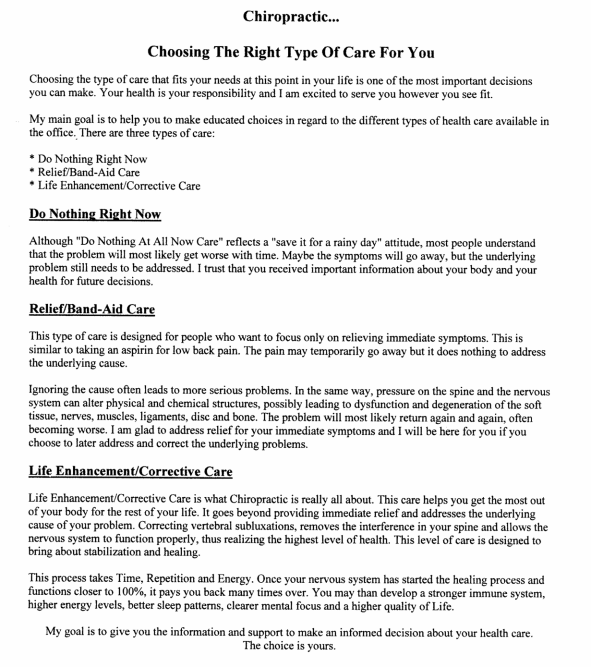 Chiropractic...
Choosing The Right Type Of Care For You
Choosing the type of care that fits your needs at this point in your life is one of the most important decisions
you can make. Your health is your responsibility and I am excited to serve you however you see fit.
My main goal is to help you to make educated choices in regard to the different types of health care available in
the office. There are three types of care:
* Do Nothing Right Now
* Relief/Band-Aid Care
* Life Enhancement/Corrective Care
Do Nothing Right Now
Although "Do Nothing At All Now Care" reflects a "save it for a rainy day" attitude, most people understand
that the problem will most likely get worse with time. Maybe the symptoms will go away, but the underlying
problem still needs to be addressed. I trust that you received important information about your body and your
health for future decisions.
Relief/Band-Aid Care
This type of care is designed for people who want to focus only on relieving immediate symptoms. This is
similar to taking an aspirin for low back pain. The pain may temporarily go away but it does nothing to address
the underlying cause.
Ignoring the cause often leads to more serious problems. In the same way, pressure on the spine and the nervous
system can alter physical and chemical structures, possibly leading to dysfunction and degeneration of the soft
tissue, nerves, muscles, ligaments, disc and bone. The problem will most likely return again and again, often
becoming worse. I am glad to address relief for your immediate symptoms and I will be here for you if you
choose to later address and correct the underlying problems.
Life Enhancement/Corrective Care
Life Enhancement/Corrective Care is what Chiropractic is really all about. This care helps you get the most out
of your body for the rest of your life. It goes beyond providing immediate relief and addresses the underlying
cause of your problem. Correcting vertebral subluxations, removes the interference in your spine and allows the
nervous system to function properly, thus realizing the highest level of health. This level of care is designed to
bring about stabilization and healing.
This process takes Time, Repetition and Energy. Once your nervous system has started the healing process and
functions closer to 100%, it pays you back many times over. You may than develop a stronger immune system,
higher energy levels, better sleep patterns, clearer mental focus and a higher quality of Life.
My goal is to give you the information and support to make an informed decision about your health care.
The choice is yours.